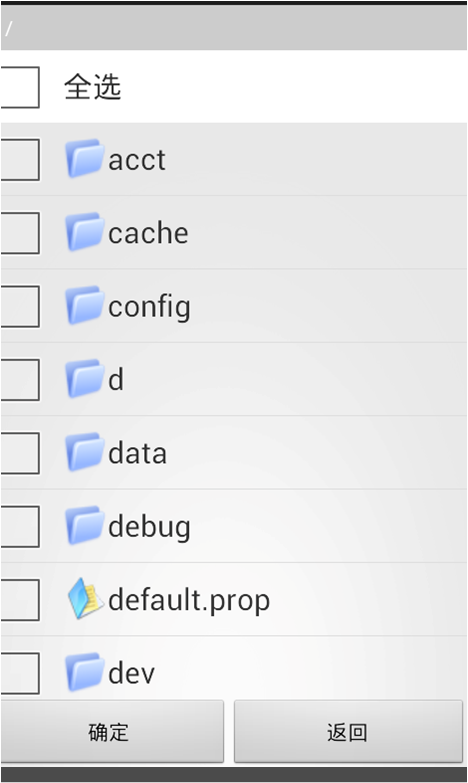 /
全选
acct
cache
config
d
data
debug
default.prop
dev
确定 返回